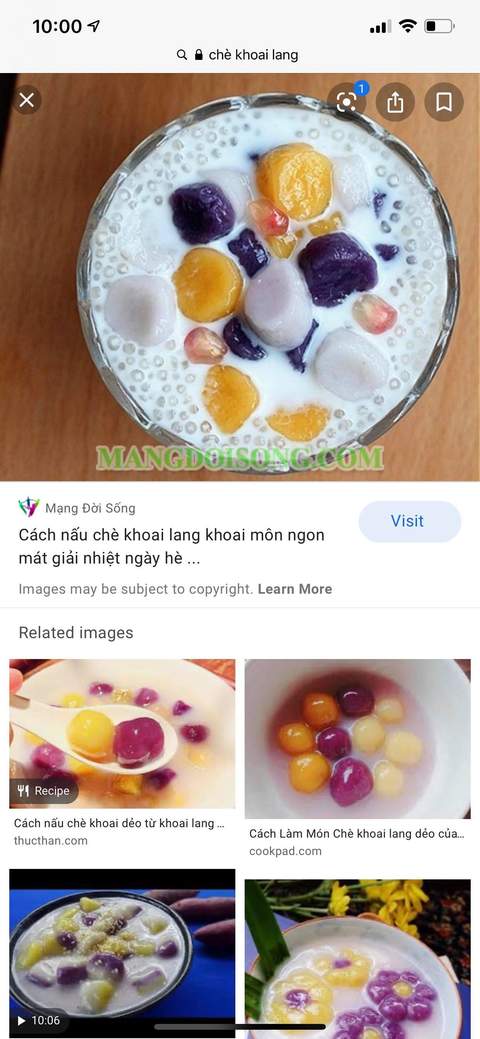 10:00
chè khoai lang
1
MANGDOISONG.COM
Mạng Đời Sống
Visit
Cách nấu chè khoai lang khoai môn ngon
mát giải nhiệt ngày hè ...
Images may be subject to copyright. Learn More
Related images
Recipe
Cách nấu chè khoai dẻo từ khoai lang ...
thucthan.com
Cách Làm Món Chè khoai lang dẻo của...
cookpad.com
10:06